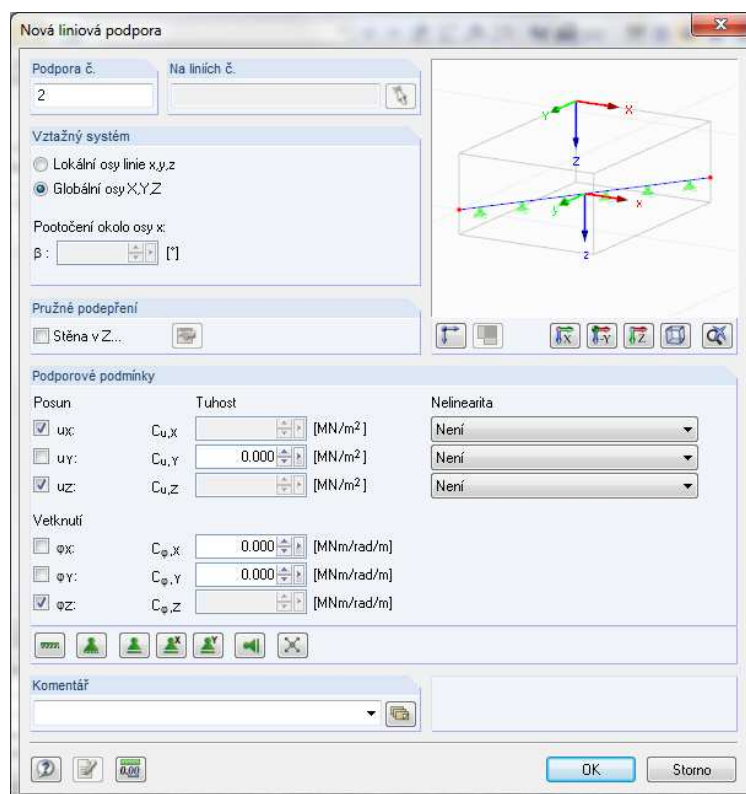 Nová liniová podpora
Podpora č.
Na liniích č.
2
Vztažný systém
Lokální osy linie x,y,z
Globální osy X,Y,Z
Pootočení okolo osy x:
β :
[°]
Pružné podepření
Stěna v Z...
Y
X
Z
y
x
z
X
-Y
Z
Podporové podmínky
Posun
Tuhost
Nelinearita
uX:
Cu,X
[MN/m²]
Není
uY:
Cu,Y
0.000
[MN/m²]
Není
uZ:
Cu,Z
[MN/m²]
Není
Vetknutí
φX:
Cφ,X
0.000
[MNm/rad/m]
φY:
Cφ,Y
0.000
[MNm/rad/m]
φZ:
Cφ,Z
[MNm/rad/m]
X
Y
Komentář
0.00
OK
Storno